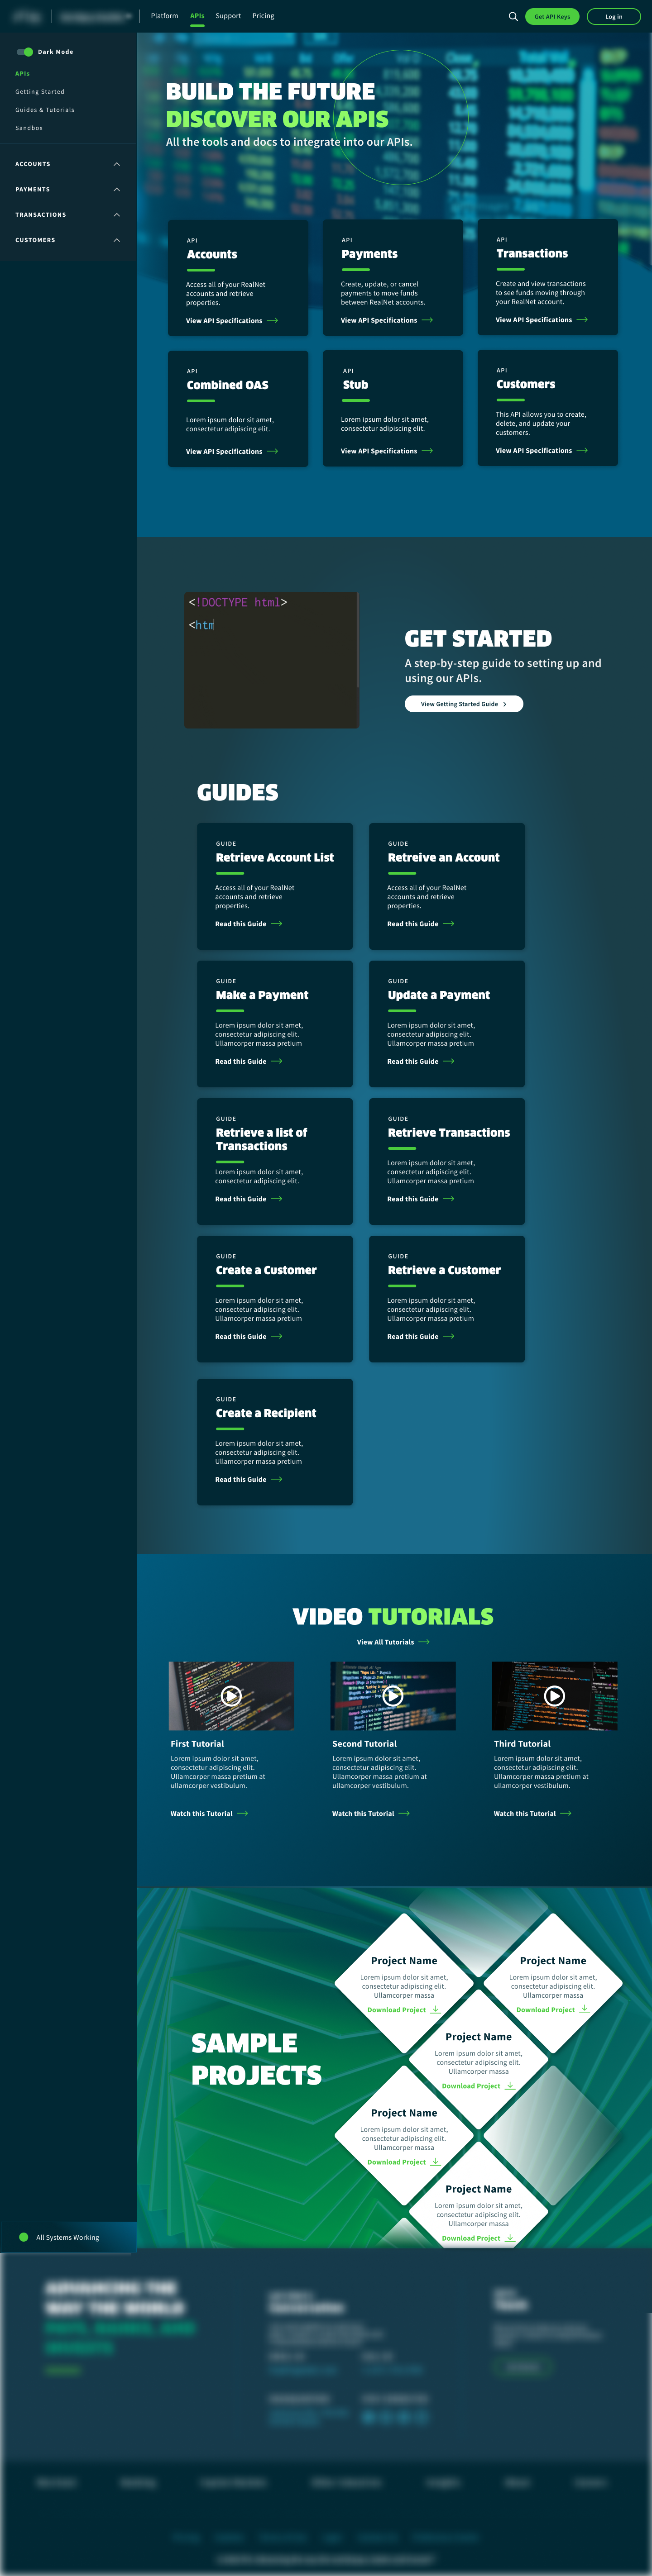 Platform APIs Support Pricing Get API Keys Log in
Dark Mode
APIs
Getting Started
Guides & Tutorials
Sandbox
ACCOUNTS
PAYMENTS
TRANSACTIONS
CUSTOMERS
BUILD THE FUTURE
DISCOVER OUR APIS
All the tools and docs to integrate into our APIs.
API
Accounts
Access all of your RealNet
accounts and retrieve
properties.
View API Specifications
API
Payments
Create, update, or cancel
payments to move funds
between RealNet accounts.
View API Specifications
API
Transactions
Create and view transactions
to see funds moving through
your RealNet account.
View API Specifications
API
Combined OAS
Lorem ipsum dolor sit amet,
consectetur adipiscing elit.
View API Specifications
API
Stub
Lorem ipsum dolor sit amet,
consectetur adipiscing elit.
View API Specifications
API
Customers
This API allows you to create,
delete, and update your
customers.
View API Specifications
<!DOCTYPE html>
<htm
GET STARTED
A step-by-step guide to setting up and
using our APIs.
View Getting Started Guide
GUIDES
GUIDE
Retrieve Account List
Access all of your RealNet
accounts and retrieve
properties.
Read this Guide
GUIDE
Retreive an Account
Access all of your RealNet
accounts and retrieve
properties.
Read this Guide
GUIDE
Make a Payment
Lorem ipsum dolor sit amet,
consectetur adipiscing elit.
Ullamcorper massa pretium
Read this Guide
GUIDE
Update a Payment
Lorem ipsum dolor sit amet,
consectetur adipiscing elit.
Ullamcorper massa pretium
Read this Guide
GUIDE
Retrieve a list of
Transactions
Lorem ipsum dolor sit amet,
consectetur adipiscing elit.
Read this Guide
GUIDE
Retrieve Transactions
Lorem ipsum dolor sit amet,
consectetur adipiscing elit.
Ullamcorper massa pretium
Read this Guide
GUIDE
Create a Customer
Lorem ipsum dolor sit amet,
consectetur adipiscing elit.
Ullamcorper massa pretium
Read this Guide
GUIDE
Retrieve a Customer
Lorem ipsum dolor sit amet,
consectetur adipiscing elit.
Ullamcorper massa pretium
Read this Guide
GUIDE
Create a Recipient
Lorem ipsum dolor sit amet,
consectetur adipiscing elit.
Ullamcorper massa pretium
Read this Guide
VIDEO TUTORIALS
View All Tutorials
First Tutorial
Lorem ipsum dolor sit amet,
consectetur adipiscing elit.
Ullamcorper massa pretium at
ullamcorper vestibulum.
Watch this Tutorial
Second Tutorial
Lorem ipsum dolor sit amet,
consectetur adipiscing elit.
Ullamcorper massa pretium at
ullamcorper vestibulum.
Watch this Tutorial
Third Tutorial
Lorem ipsum dolor sit amet,
consectetur adipiscing elit.
Ullamcorper massa pretium at
ullamcorper vestibulum.
Watch this Tutorial
SAMPLE
PROJECTS
Project Name
Lorem ipsum dolor sit amet,
consectetur adipiscing elit.
Ullamcorper massa
Download Project
Project Name
Lorem ipsum dolor sit amet,
consectetur adipiscing elit.
Ullamcorper massa
Download Project
Project Name
Lorem ipsum dolor sit amet,
consectetur adipiscing elit.
Ullamcorper massa
Download Project
Project Name
Lorem ipsum dolor sit amet,
consectetur adipiscing elit.
Ullamcorper massa
Download Project
Project Name
Lorem ipsum dolor sit amet,
consectetur adipiscing elit.
Ullamcorper massa
Download Project
All Systems Working
ADVANCING THE
WAY THE WORLD